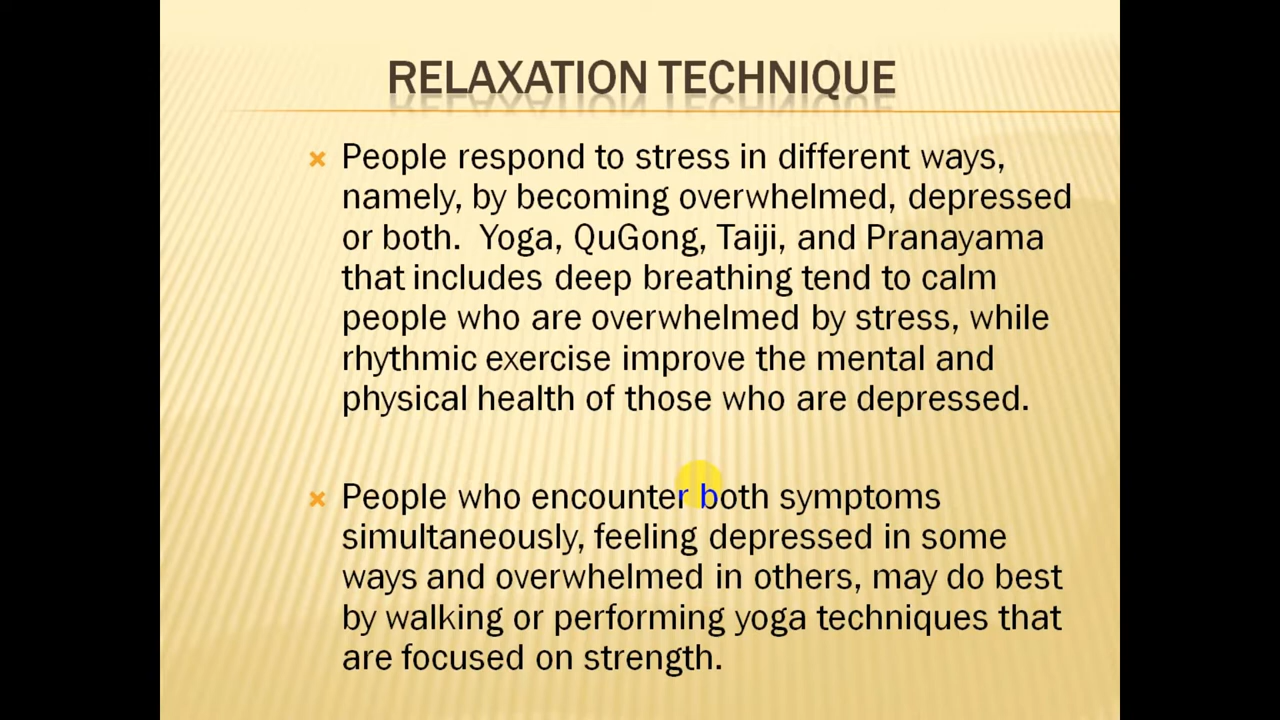 RELAXATION TECHNIQUE
People respond to stress in different ways,
namely, by becoming overwhelmed, depressed
or both. Yoga, QuGong, Taiji, and Pranayama
that includes deep breathing tend to calm
people who are overwhelmed by stress, while
rhythmic exercise improve the mental and
physical health of those who are depressed.
People who encounter both symptoms
simultaneously, feeling depressed in some
ways and overwhelmed in others, may do best
by walking or performing yoga techniques that
are focused on strength.